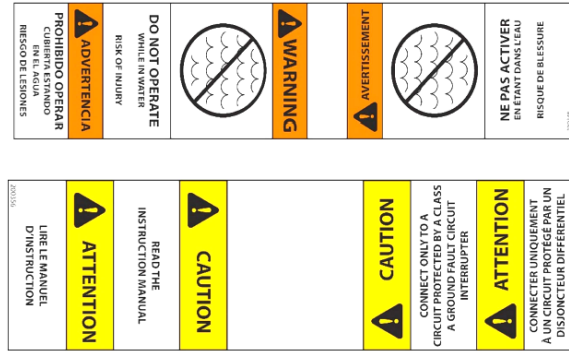 WARNING
DO NOT OPERATE
WHILE IN WATER
RISK OF INJURY
ADVERTENCIA
PROHIBIDO OPERAR
CUBIERTA ESTANDO
EN EL AGUA
RIESGO DE LESIONES
AVERTISSEMENT
NE PAS ACTIVER
EN ÉTANT DANS L'EAU
RISQUE DE BLESSURE
CAUTION
READ THE
INSTRUCTION MANUAL
ATTENTION
LIRE LE MANUEL
D'INSTRUCTION
200356
CAUTION
CONNECT ONLY TO A
CIRCUIT PROTECTED BY A CLASS
A GROUND FAULT CIRCUIT
INTERRUPTER
ATTENTION
CONNECTER UNIQUEMENT
À UN CIRCUIT PROTÉGÉ PAR UN
DISJONCTEUR DIFFERENTIEL